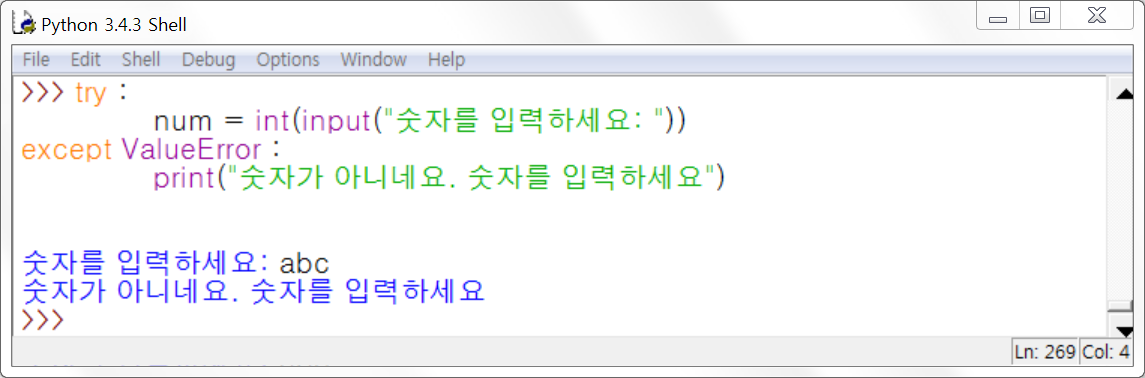 Python 3.4.3 Shell
File Edit Shell Debug Options Window Help
>>> try :
num = int(input("숫자를 입력하세요: "))
except ValueError :
print("숫자가 아니네요. 숫자를 입력하세요")
숫자를 입력하세요: abc
숫자가 아니네요. 숫자를 입력하세요
>>>
Ln: 269 Col: 4